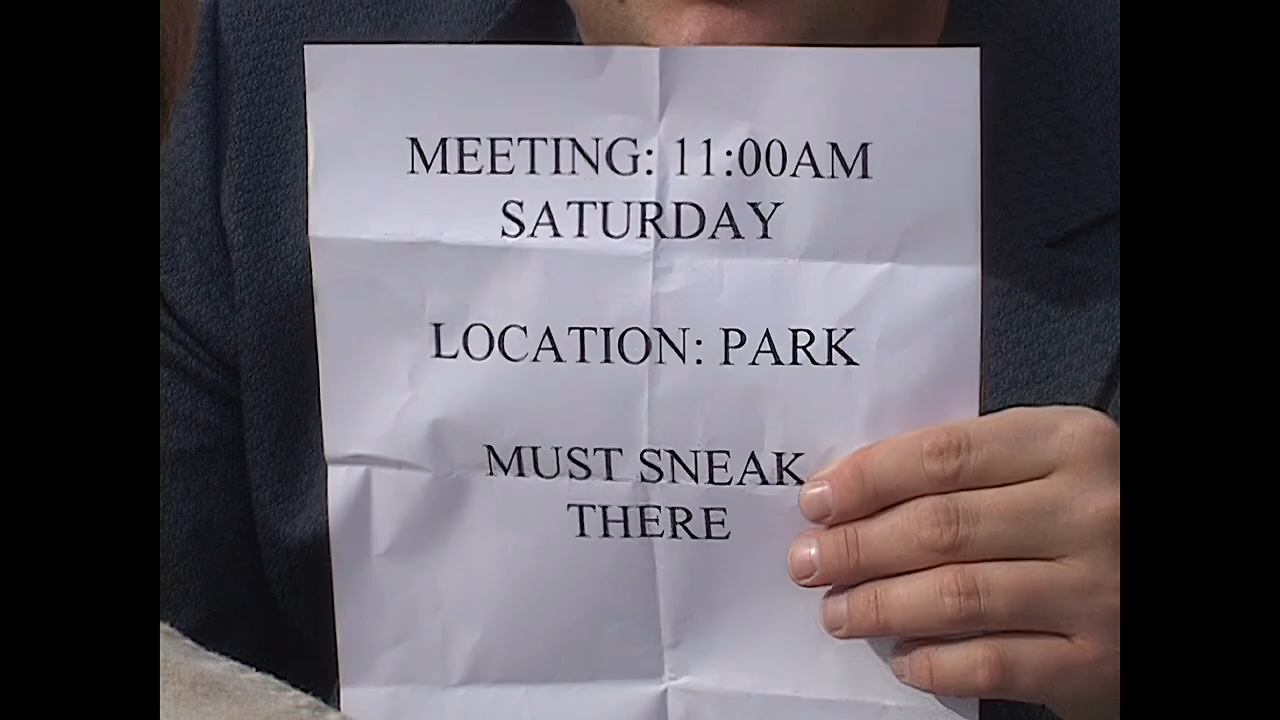 MEETING: 11:00AM
SATURDAY
LOCATION: PARK
MUST SNEAK
THERE